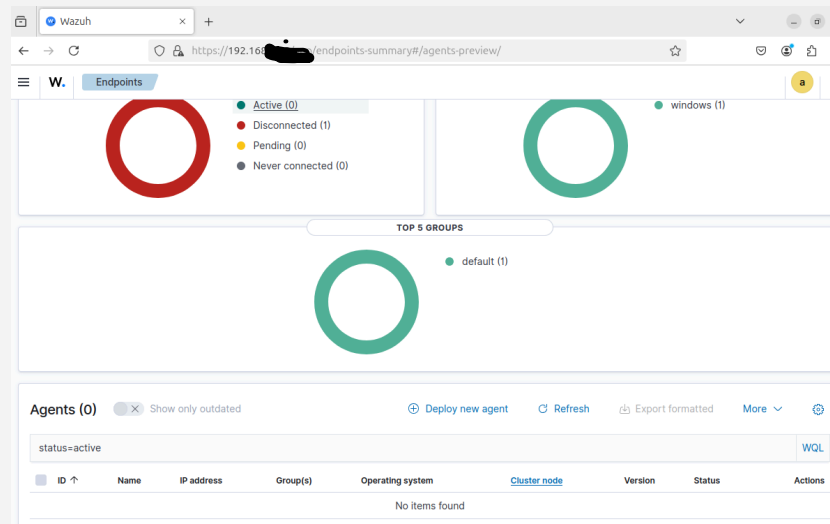 Wazuh
https://192.168 /endpoints-summary#/agents-preview/
W. Endpoints a
Active (0)
Disconnected (1)
Pending (0)
Never connected (0)
windows (1)
TOP 5 GROUPS
default (1)
Agents (0) Show only outdated Deploy new agent Refresh Export formatted More
status=active WQL
ID Name IP address Group(s) Operating system Cluster node Version Status Actions
No items found